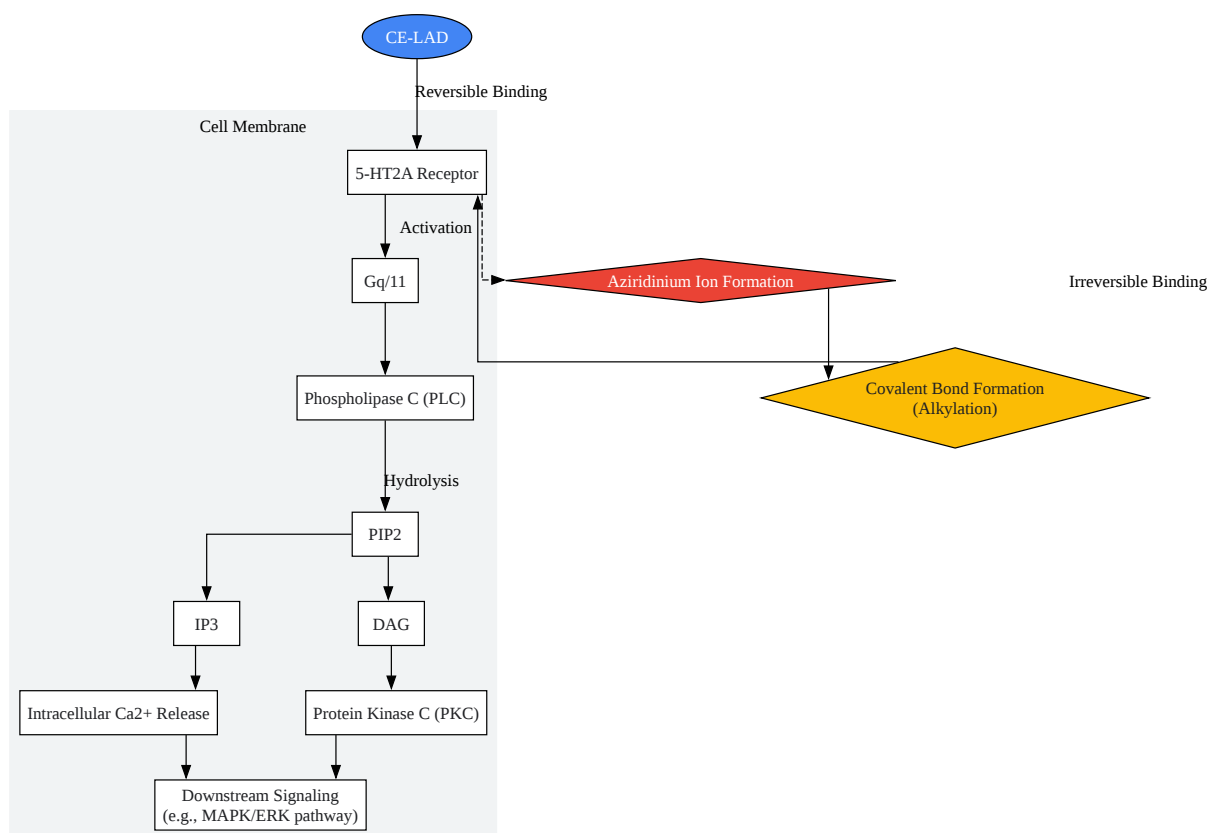 CE-LAD
Reversible Binding
Cell Membrane
5-HT2A Receptor
Activation
Gq/11
Aziridinium Ion Formation
Irreversible Binding
Phospholipase C (PLC)
Covalent Bond Formation
(Alkylation)
Hydrolysis
PIP2
IP3
DAG
Intracellular Ca2+ Release
Protein Kinase C (PKC)
Downstream Signaling
(e.g., MAPK/ERK pathway)